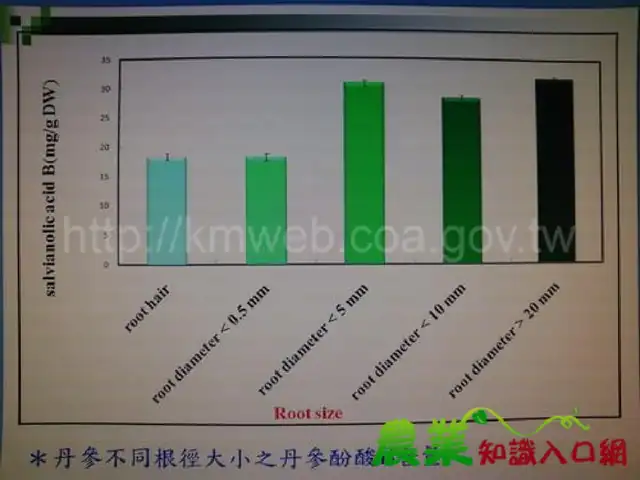 salvianolic acid B(mg/g DW)
35
30
25
20
15
10
5
0
http://kmweb.coa.gov.tw
root hair
root diameter < 0.5 mm
root diameter < 5 mm
root diameter < 10 mm
root diameter > 20 mm
Root size
＊丹參不同根徑大小之丹參酚酸
農業知識入口網